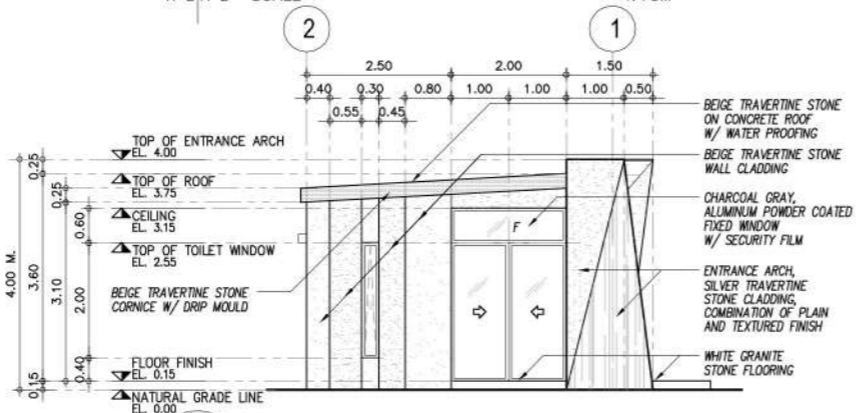 2
1
2.50
2.00
1.50
0.40
0.30
0.80
1.00
1.00
1.00
0.50
0.55
0.45
TOP OF ENTRANCE ARCH
EL. 4.00
TOP OF ROOF
EL. 3.75
CEILING
EL. 3.15
TOP OF TOILET WINDOW
EL. 2.55
BEIGE TRAVERTINE STONE
CORNICE W/ DRIP MOULD
FLOOR FINISH
EL. 0.15
NATURAL GRADE LINE
EL. 0.00
4.00 M.
0.25
3.60
0.15
0.25
3.10
0.60
2.00
0.40
F
BEIGE TRAVERTINE STONE
ON CONCRETE ROOF
W/ WATER PROOFING
BEIGE TRAVERTINE STONE
WALL CLADDING
CHARCOAL GRAY,
ALUMINUM POWDER COATED
FIXED WINDOW
W/ SECURITY FILM
ENTRANCE ARCH,
SILVER TRAVERTINE
STONE CLADDING,
COMBINATION OF PLAIN
AND TEXTURED FINISH
WHITE GRANITE
STONE FLOORING